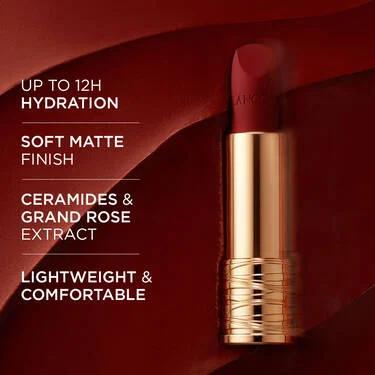 UP TO 12H
HYDRATION
SOFT MATTE
FINISH
CERAMIDES &
GRAND ROSE
EXTRACT
LIGHTWEIGHT &
COMFORTABLE